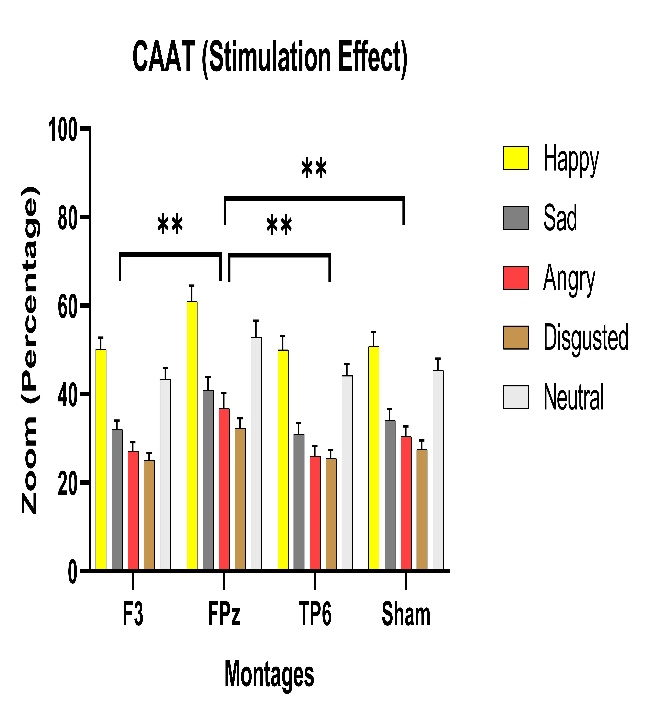 CAAT (Stimulation Effect)
100
80
60
40
20
0
Zoom (Percentage)
**
**
**
F3
FPz
TP6
Sham
Montages
Happy
Sad
Angry
Disgusted
Neutral